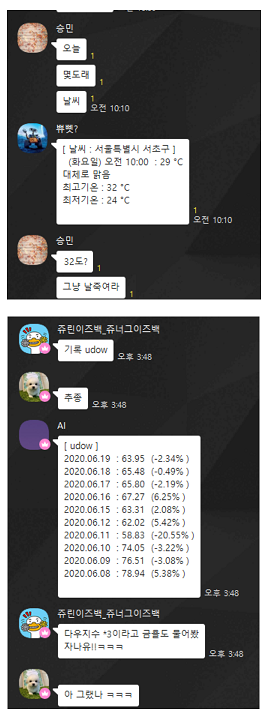 승민
오늘
1
몇도래
1
날씨
1
오전 10:10
쀼삣?
[ 날씨 : 서울특별시 서초구 ]
(화요일) 오전 10:00 : 29 °C
대체로 맑음
최고기온 : 32 °C
최저기온 : 24 °C
1
오전 10:10
승민
32도?
1
그냥 날죽여라
1
쥬린이즈백_쥬너그이즈백
기록 udow
오후 3:48
주종
오후 3:48
AI
[ udow ]
2020.06.19 : 63.95 (-2.34% )
2020.06.18 : 65.48 (-0.49% )
2020.06.17 : 65.80 (-2.19% )
2020.06.16 : 67.27 (6.25% )
2020.06.15 : 63.31 (2.08% )
2020.06.12 : 62.02 (5.42% )
2020.06.11 : 58.83 (-20.55% )
2020.06.10 : 74.05 (-3.22% )
2020.06.09 : 76.51 (-3.08% )
2020.06.08 : 78.94 (5.38% )
오후 3:48
쥬린이즈백_쥬너그이즈백
다우지수 *3이라고 금률도 물어봤
자나유!!ㅋㅋㅋ
오후 3:48
아 그랬나 ㅋㅋㅋ